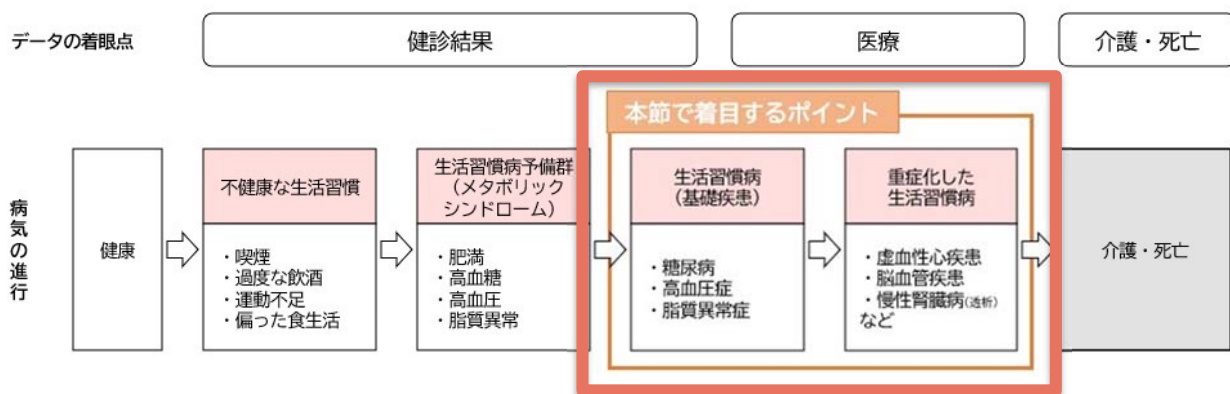 データの着眼点
健診結果
医療
介護・死亡
本節で着目するポイント
病気の進行
健康
不健康な生活習慣
・喫煙
・過度な飲酒
・運動不足
・偏った食生活
生活習慣病予備群
（メタボリック
シンドローム）
・肥満
・高血糖
・高血圧
・脂質異常
生活習慣病
（基礎疾患）
・糖尿病
・高血圧症
・脂質異常症
重症化した
生活習慣病
・虚血性心疾患
・脳血管疾患
・慢性腎臓病(透析)
など
介護・死亡